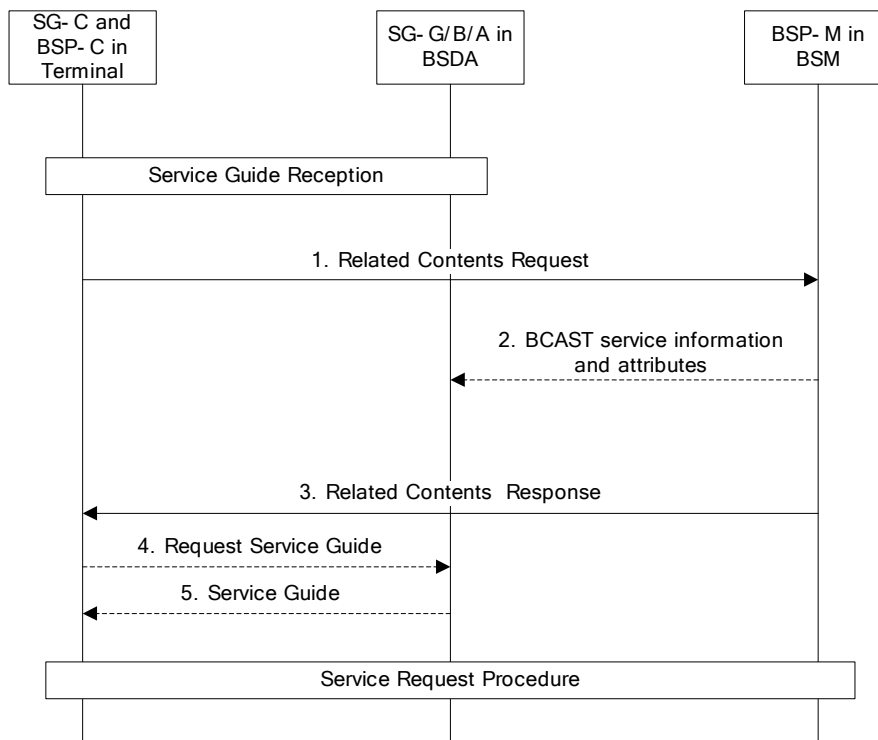 SG-C and
BSP-C in
Terminal
SG-G/B/A in
BSDA
BSP-M in
BSM
Service Guide Reception
1. Related Contents Request
2. BCAST service information
and attributes
3. Related Contents Response
4. Request Service Guide
5. Service Guide
Service Request Procedure